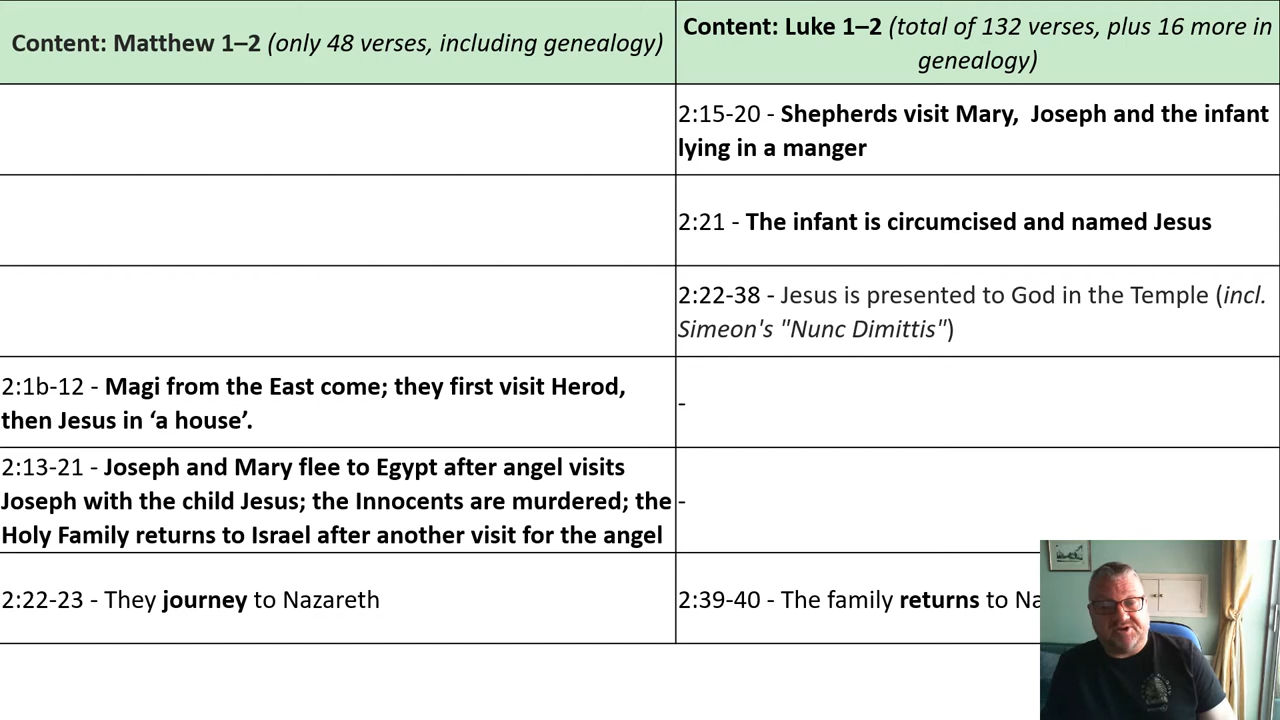 Content: Matthew 1–2 (only 48 verses, including genealogy)
Content: Luke 1–2 (total of 132 verses, plus 16 more in
genealogy)
2:15-20 - Shepherds visit Mary,  Joseph and the infant
lying in a manger
2:21 - The infant is circumcised and named Jesus
2:22-38 - Jesus is presented to God in the Temple (incl.
Simeon's "Nunc Dimittis")
2:1b-12 - Magi from the East come; they first visit Herod,
then Jesus in ‘a house’.
-
2:13-21 - Joseph and Mary flee to Egypt after angel visits
Joseph with the child Jesus; the Innocents are murdered; the
Holy Family returns to Israel after another visit for the angel
-
2:22-23 - They journey to Nazareth
2:39-40 - The family returns to Na